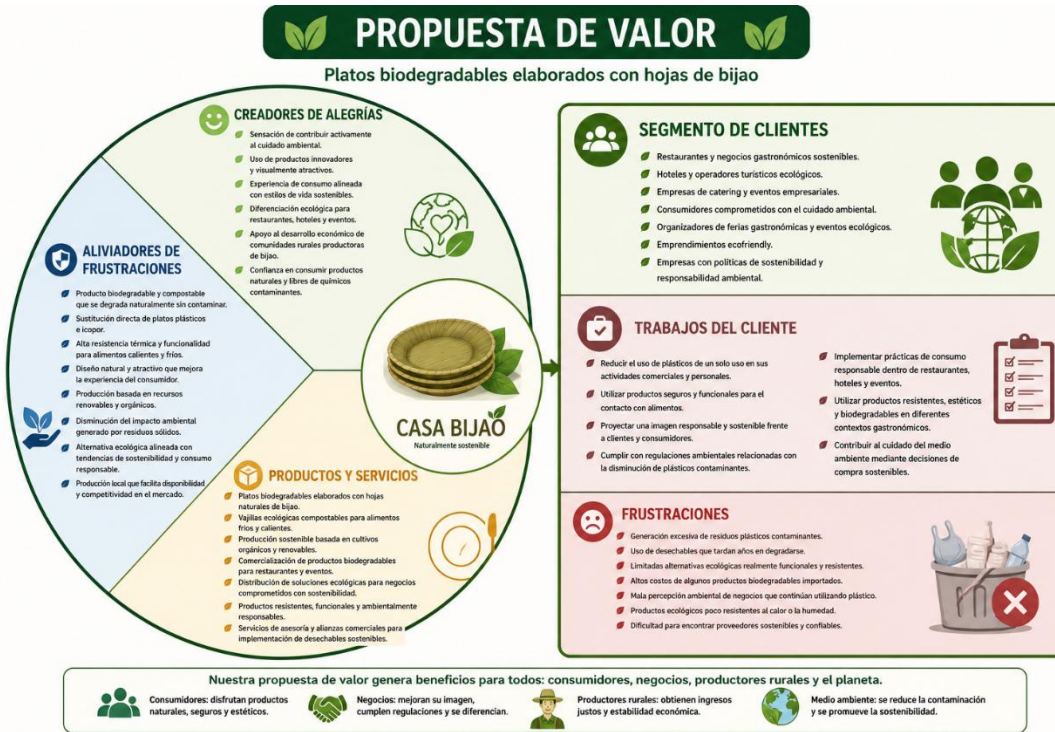 PROPUESTA DE VALOR
Platos biodegradables elaborados con hojas de bijao
CREADORES DE ALEGRÍAS
Sensación de contribuir activamente
al cuidado ambiental.
Uso de productos innovadores
y visualmente atractivos.
Experiencia de consumo alineada
con estilos de vida sostenibles.
Diferenciación ecológica para
restaurantes, hoteles y eventos.
Apoyo al desarrollo económico de
comunidades rurales productoras
de bijao.
Confianza en consumir productos
naturales y libres de químicos
contaminantes.
ALIVIADORES DE
FRUSTRACIONES
Producto biodegradable y compostable
que se degrada naturalmente sin contaminar.
Sustitución directa de platos plásticos
e icopor.
Alta resistencia térmica y funcionalidad
para alimentos calientes y fríos.
Diseño natural y atractivo que mejora
la experiencia del consumidor.
Producción basada en recursos
renovables y orgánicos.
Disminución del impacto ambiental
generado por residuos sólidos.
Alternativa ecológica alineada con
tendencias de sostenibilidad y consumo
responsable.
Producción local que facilita disponibilidad
y competitividad en el mercado.
CASA BIJAO
Naturalmente sostenible
PRODUCTOS Y SERVICIOS
Platos biodegradables elaborados con hojas
naturales de bijao.
Vajillas ecológicas compostables para alimentos
fríos y calientes.
Producción sostenible basada en cultivos
orgánicos y renovables.
Comercialización de productos biodegradables
para restaurantes y eventos.
Distribución de soluciones ecológicas para negocios
comprometidos con sostenibilidad.
Productos resistentes, funcionales y ambientalmente
responsables.
Servicios de asesoría y alianzas comerciales para
implementación de desechables sostenibles.
SEGMENTO DE CLIENTES
Restaurantes y negocios gastronómicos sostenibles.
Hoteles y operadores turísticos ecológicos.
Empresas de catering y eventos empresariales.
Consumidores comprometidos con el cuidado ambiental.
Organizadores de ferias gastronómicas y eventos ecológicos.
Emprendimientos ecofriendly.
Empresas con políticas de sostenibilidad y
responsabilidad ambiental.
TRABAJOS DEL CLIENTE
Reducir el uso de plásticos de un solo uso en sus
actividades comerciales y personales.
Utilizar productos seguros y funcionales para el
contacto con alimentos.
Proyectar una imagen responsable y sostenible frente
a clientes y consumidores.
Cumplir con regulaciones ambientales relacionadas con
la disminución de plásticos contaminantes.
Implementar prácticas de consumo
responsable dentro de restaurantes,
hoteles y eventos.
Utilizar productos resistentes, estéticos
y biodegradables en diferentes
contextos gastronómicos.
Contribuir al cuidado del medio
ambiente mediante decisiones de
compra sostenibles.
FRUSTRACIONES
Generación excesiva de residuos plásticos contaminantes.
Uso de desechables que tardan años en degradarse.
Limitadas alternativas ecológicas realmente funcionales y resistentes.
Altos costos de algunos productos biodegradables importados.
Mala percepción ambiental de negocios que continúan utilizando plástico.
Productos ecológicos poco resistentes al calor o la humedad.
Dificultad para encontrar proveedores sostenibles y confiables.
Nuestra propuesta de valor genera beneficios para todos: consumidores, negocios, productores rurales y el planeta.
Consumidores: disfrutan productos
naturales, seguros y estéticos.
Negocios: mejoran su imagen,
cumplen regulaciones y se diferencian.
Productores rurales: obtienen ingresos
justos y estabilidad económica.
Medio ambiente: se reduce la contaminación
y se promueve la sostenibilidad.